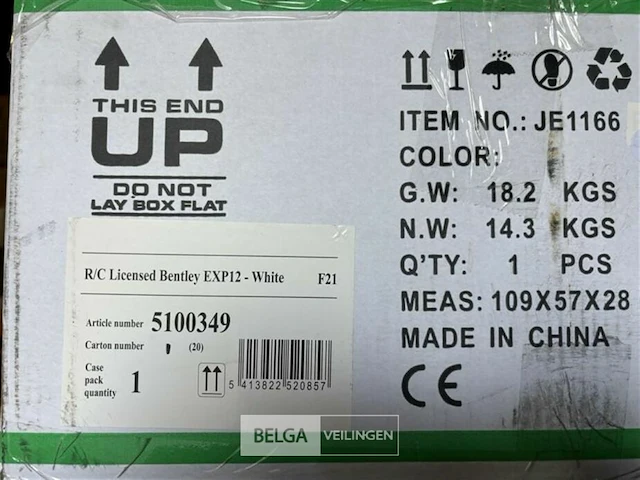 THIS END
UP
DO NOT
LAY BOX FLAT
ITEM NO.: JE1166
COLOR:
G.W: 18.2 KGS
N.W: 14.3 KGS
Q'TY: 1 PCS
MEAS: 109X57X28
MADE IN CHINA
CE
R/C Licensed Bentley EXP12 - White F21
Article number 5100349
Carton number (20)
Case
pack
quantity 1
5 413822 520857
BELGA VEILINGEN